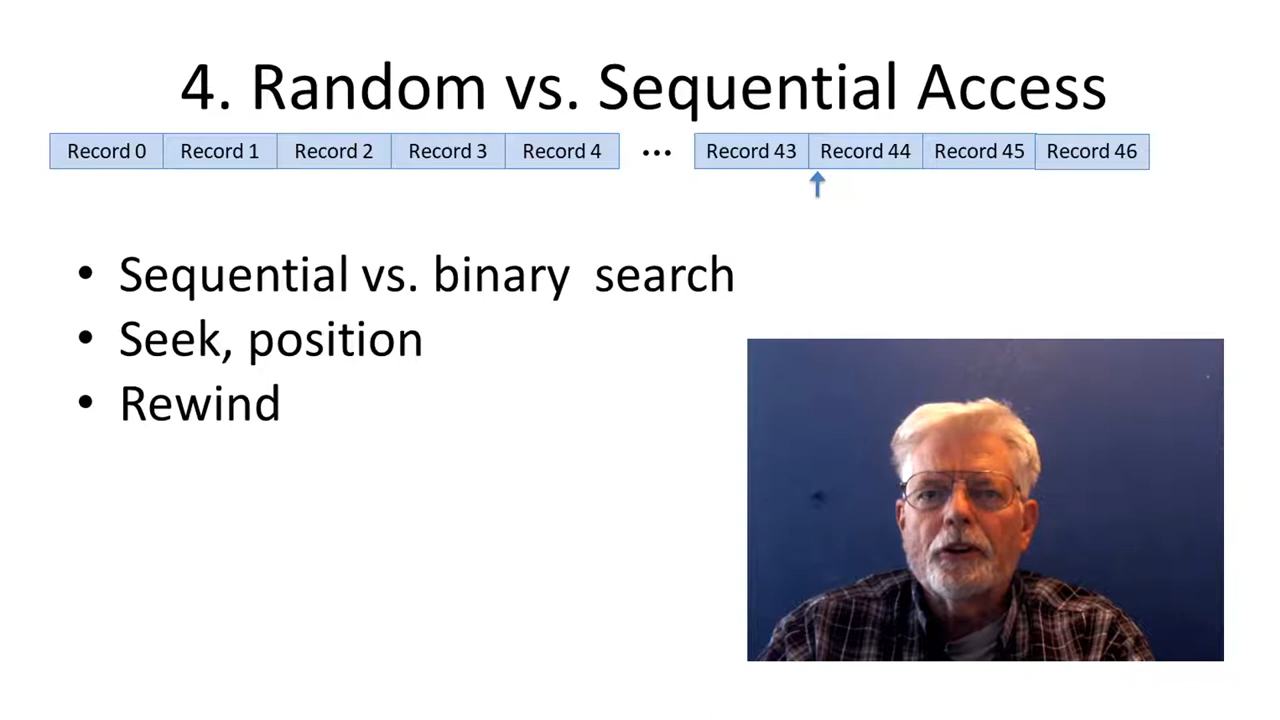 4. Random vs. Sequential Access
Record 0 Record 1 Record 2 Record 3 Record 4 ... Record 43 Record 44 Record 45 Record 46
• Sequential vs. binary  search
• Seek, position
• Rewind